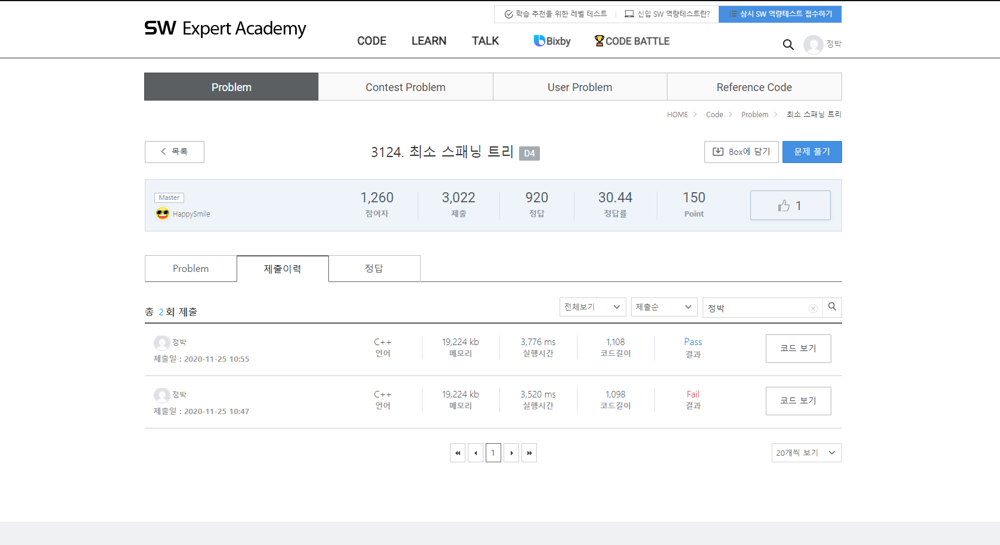 학습 추천을 위한 레벨 테스트
신입 SW 역량테스트란?
상시 SW 역량테스트 접수하기
SW Expert Academy
CODE
LEARN
TALK
Bixby
CODE BATTLE
정박
Problem
Contest Problem
User Problem
Reference Code
HOME > Code > Problem > 최소 스패닝 트리
목록
3124. 최소 스패닝 트리 D4
Box에 담기
문제 풀기
Master
HappySmile
1,260
참여자
3,022
제출
920
정답
30.44
정답률
150
Point
1
Problem
제출이력
정답
총 2회 제출
전체보기
제출순
정박
정박
제출일 : 2020-11-25 10:55
C++
언어
19,224 kb
메모리
3,776 ms
실행시간
1,108
코드길이
Pass
결과
코드 보기
정박
제출일 : 2020-11-25 10:47
C++
언어
19,224 kb
메모리
3,520 ms
실행시간
1,098
코드길이
Fail
결과
코드 보기
1
20개씩 보기